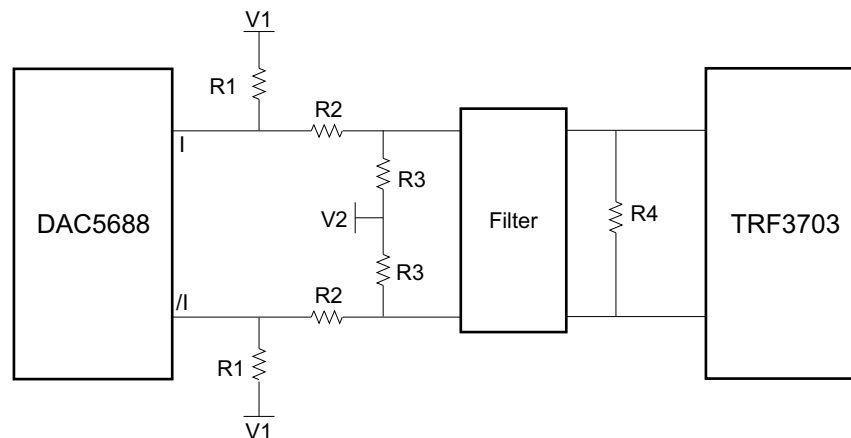 V1
R1
R2
I
R3
DAC5688
V2
Filter
R4
TRF3703
R3
/I
R2
R1
V1